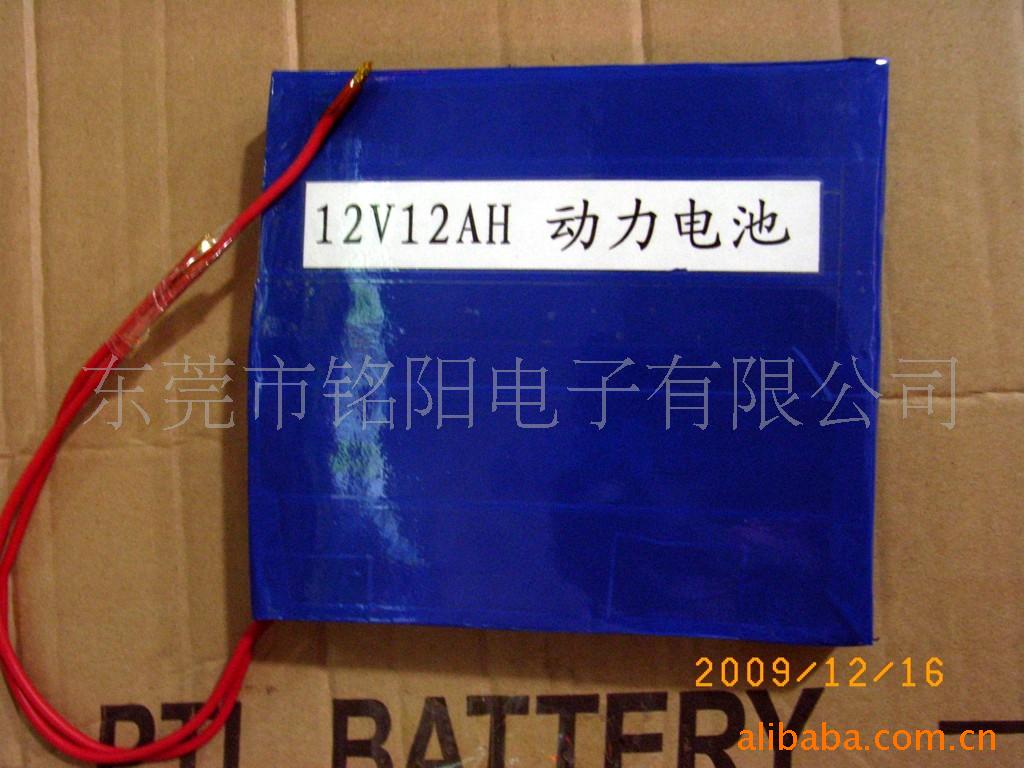 12V12AH 动力电池
东莞市铭阳电子有限公司
2009/12/16
BATTERY
alibaba.com.cn